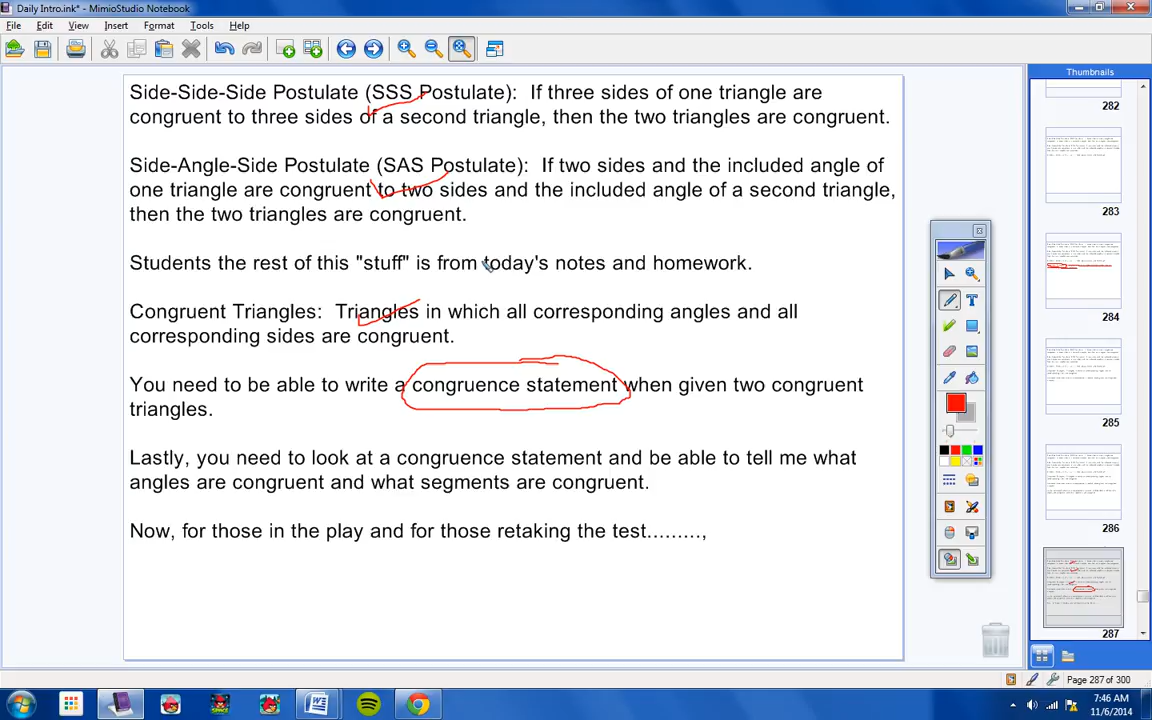 Daily Intro.ink* - MimioStudio Notebook
File Edit View Insert Format Tools Help
Side-Side-Side Postulate (SSS Postulate): If three sides of one triangle are
congruent to three sides of a second triangle, then the two triangles are congruent.
Side-Angle-Side Postulate (SAS Postulate): If two sides and the included angle of
one triangle are congruent to two sides and the included angle of a second triangle,
then the two triangles are congruent.
Students the rest of this "stuff" is from today's notes and homework.
Congruent Triangles: Triangles in which all corresponding angles and all
corresponding sides are congruent.
You need to be able to write a congruence statement when given two congruent
triangles.
Lastly, you need to look at a congruence statement and be able to tell me what
angles are congruent and what segments are congruent.
Now, for those in the play and for those retaking the test.........,
Thumbnails
282
283
284
285
286
287
Page 287 of 300
7:46 AM
11/6/2014